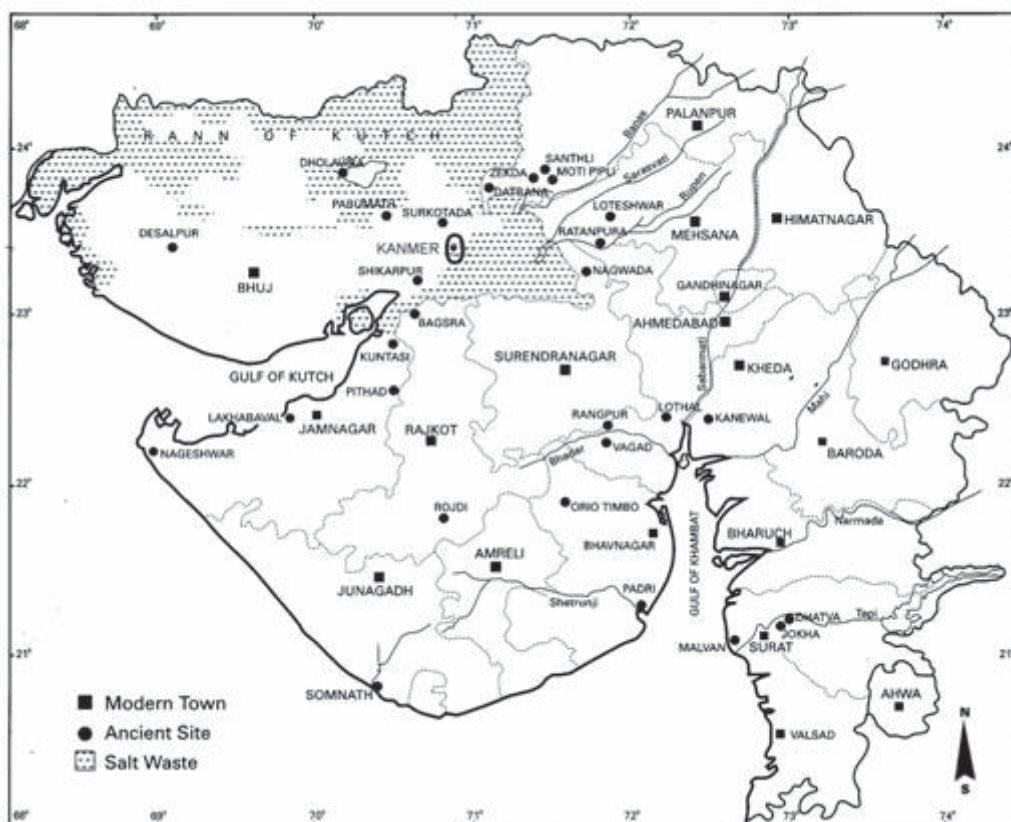 68° 69° 70° 71° 72° 73° 74°
24° 24°
23° 23°
22° 22°
21° 21°
RANN OF KUTCH
PALANPUR
Banas
SANTHLI
DHOLAVIRA
ZEKDA
MOTI PIPLI
Sarasvati
DATRANA
Rupen
PABUMATH
LOTESHWAR
SURKOTADA
HIMATNAGAR
MEHSANA
RATANPURA
DESALPUR
KANMER
NAGWADA
SHIKARPUR
BHUJ
GANDHINAGAR
BAGSRA
AHMEDABAD
KUNTASI
SURENDRANAGAR
Sabarmati
KHEDA
GODHRA
GULF OF KUTCH
PITHAD
Mahi
LAKHABAVAL
JAMNAGAR
RANGPUR
LOTHAL
KANEWAL
RAJKOT
NAGESHWAR
Bhadar
VAGAD
BARODA
ROJDI
ORIO TIMBO
Narmada
BHARUCH
BHAVNAGAR
GULF OF KHAMBAT
AMRELI
JUNAGADH
PADRI
Shetrunji
DHATVA
Tapi
JOKHA
MALVAN
SURAT
SOMNATH
AHWA
VALSAD
Modern Town
Ancient Site
Salt Waste
N
S
68° 69° 70° 71° 72° 73° 74°